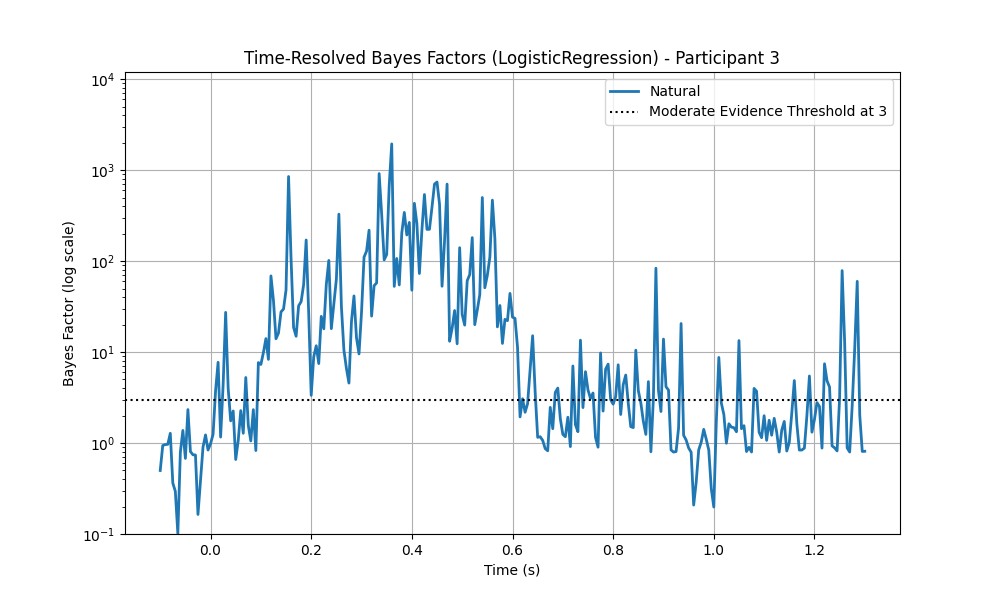 Time-Resolved Bayes Factors (LogisticRegression) - Participant 3
Natural
Moderate Evidence Threshold at 3
Bayes Factor (log scale)
10⁴
10³
10²
10¹
10⁰
10⁻¹
0.0 0.2 0.4 0.6 0.8 1.0 1.2
Time (s)